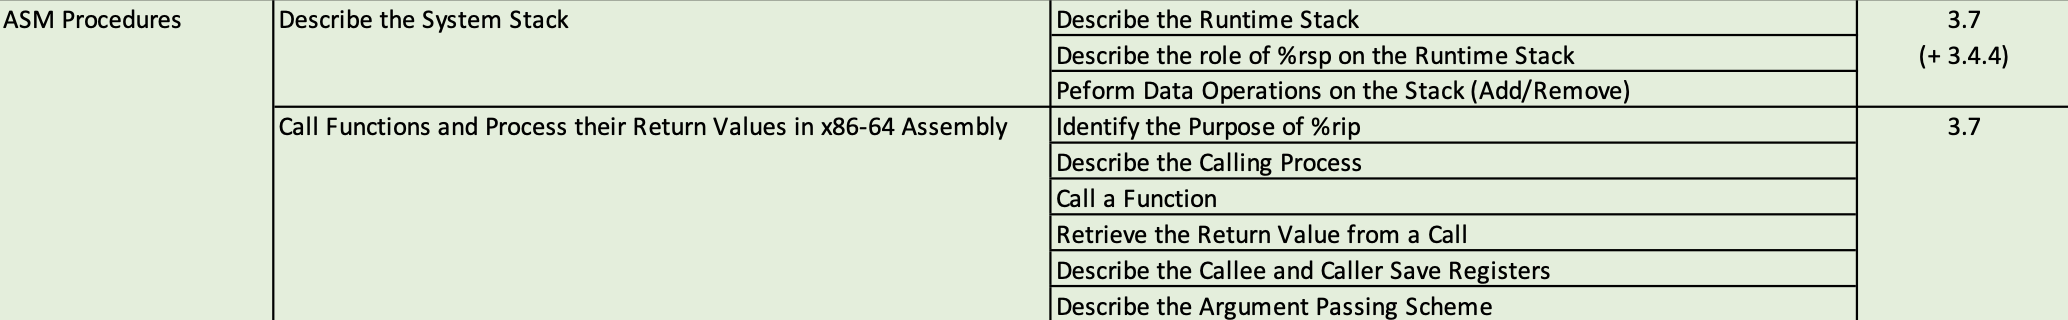 ASM Procedures Describe the System Stack Describe the Runtime Stack 3.7
Describe the role of %rsp on the Runtime Stack (+ 3.4.4)
Peform Data Operations on the Stack (Add/Remove)
Call Functions and Process their Return Values in x86-64 Assembly Identify the Purpose of %rip 3.7
Describe the Calling Process
Call a Function
Retrieve the Return Value from a Call
Describe the Callee and Caller Save Registers
Describe the Argument Passing Scheme